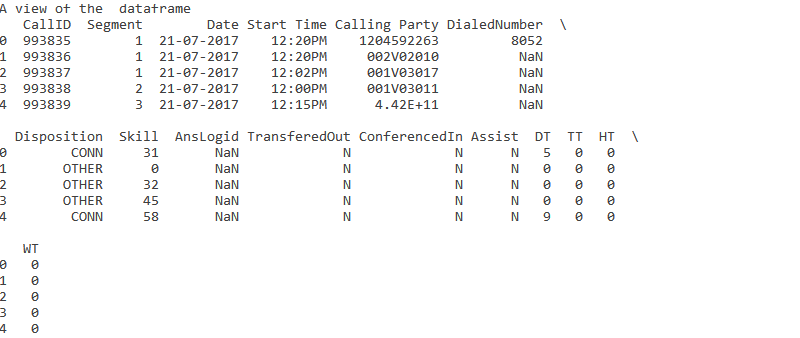 A view of the  dataframe
   CallID  Segment        Date Start Time Calling Party DialedNumber  \
0  993835        1  21-07-2017    12:20PM    1204592263         8052
1  993836        1  21-07-2017    12:20PM     002V02010          NaN
2  993837        1  21-07-2017    12:02PM     001V03017          NaN
3  993838        2  21-07-2017    12:00PM     001V03011          NaN
4  993839        3  21-07-2017    12:15PM      4.42E+11          NaN
  Disposition  Skill  AnsLogid TransferedOut ConferencedIn Assist  DT  TT  HT  \
0        CONN     31       NaN             N             N      N   5   0   0
1       OTHER      0       NaN             N             N      N   0   0   0
2       OTHER     32       NaN             N             N      N   0   0   0
3       OTHER     45       NaN             N             N      N   0   0   0
4        CONN     58       NaN             N             N      N   9   0   0
   WT
0   0
1   0
2   0
3   0
4   0